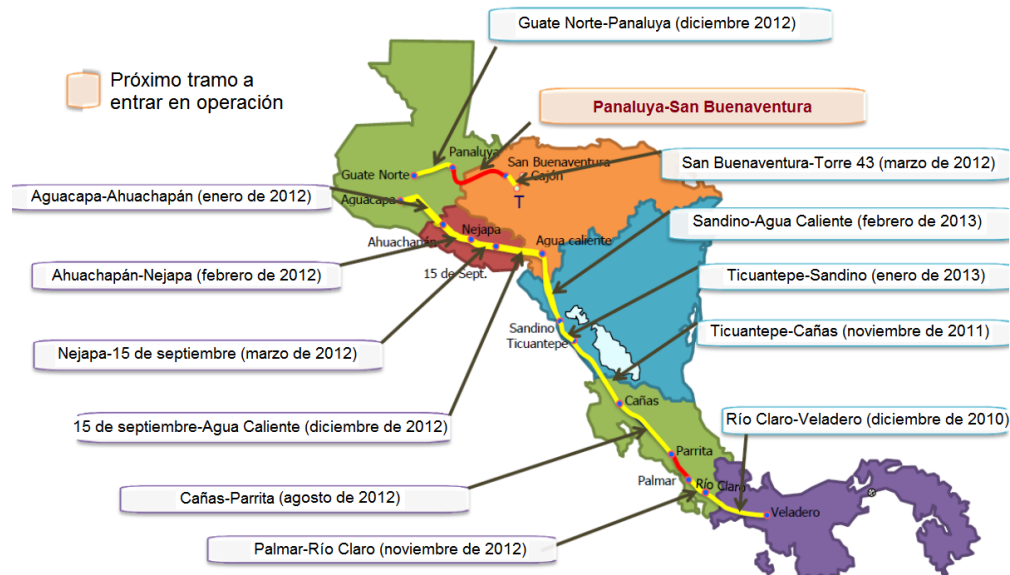 Guate Norte-Panaluya (diciembre 2012)
Próximo tramo a
entrar en operación
Panaluya-San Buenaventura
Panaluya
San Buenaventura
San Buenaventura-Torre 43 (marzo de 2012)
Guate Norte
Cajón
Aguacapa-Ahuachapán (enero de 2012)
Aguacapa
T
Sandino-Agua Caliente (febrero de 2013)
Nejapa
Ahuachapán
Agua caliente
Ahuachapán-Nejapa (febrero de 2012)
15 de Sept.
Ticuantepe-Sandino (enero de 2013)
Sandino
Ticuantepe
Ticuantepe-Cañas (noviembre de 2011)
Nejapa-15 de septiembre (marzo de 2012)
Cañas
15 de septiembre-Agua Caliente (diciembre de 2012)
Río Claro-Veladero (diciembre de 2010)
Parrita
Palmar
Río Claro
Cañas-Parrita (agosto de 2012)
Veladero
Palmar-Río Claro (noviembre de 2012)